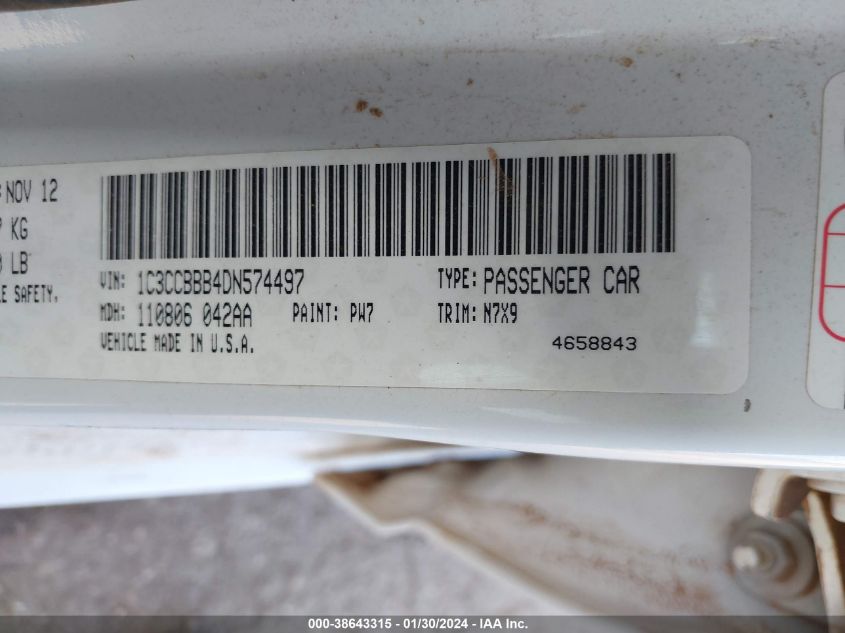 NOV 12
KG
LB
SAFETY.
VIN: 1C3CCBBB4DN574497 TYPE: PASSENGER CAR
MDH: 110806 042AA PAINT: PW7 TRIM: N7X9
VEHICLE MADE IN U.S.A. 4658843
000-38643315 - 01/30/2024 - IAA Inc.